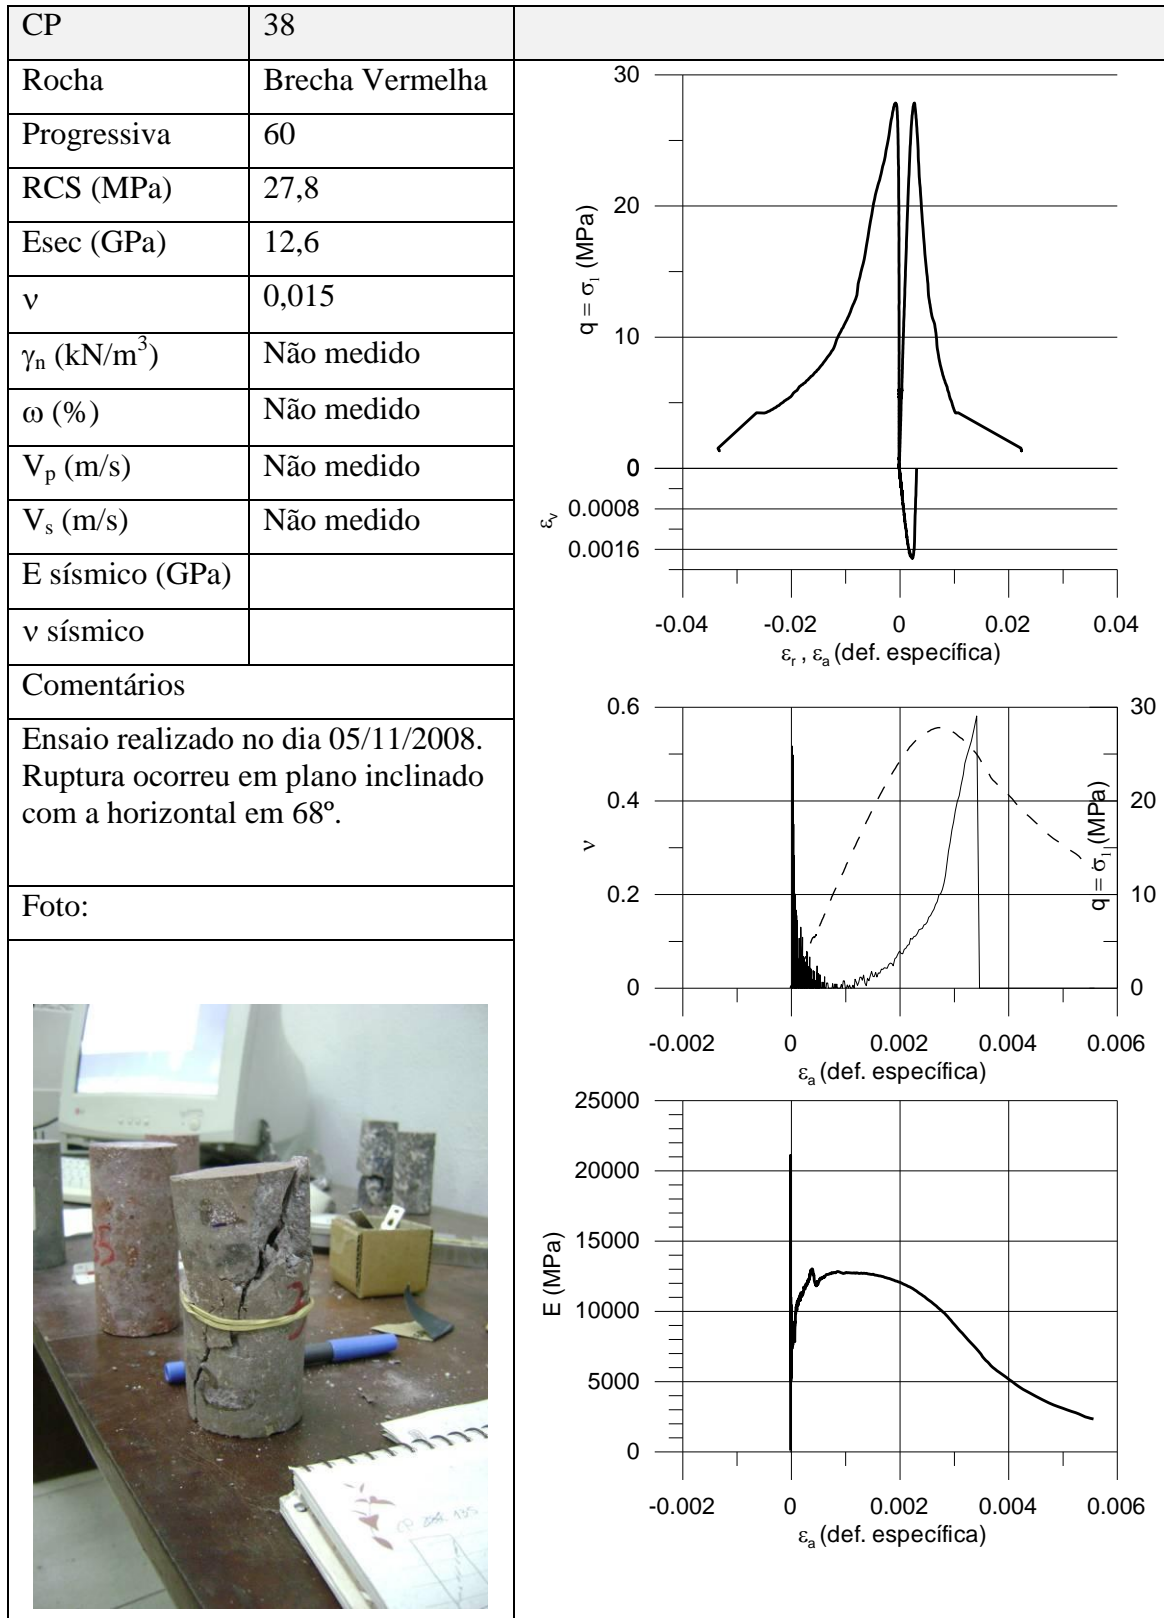 CP 38
Rocha Brecha Vermelha
Progressiva 60
RCS (MPa) 27,8
Esec (GPa) 12,6
ν 0,015
γn (kN/m³) Não medido
ω (%) Não medido
Vp (m/s) Não medido
Vs (m/s) Não medido
E sísmico (GPa)
ν sísmico
Comentários
Ensaio realizado no dia 05/11/2008.
Ruptura ocorreu em plano inclinado
com a horizontal em 68º.
Foto:
30
20
10
0
q = σ1 (MPa)
0.0008
0.0016
εv
-0.04 -0.02 0 0.02 0.04
εr , εa (def. específica)
0.6
0.4
0.2
0
ν
30
20
10
0
q = σ1 (MPa)
-0.002 0 0.002 0.004 0.006
εa (def. específica)
25000
20000
15000
10000
5000
0
E (MPa)
-0.002 0 0.002 0.004 0.006
εa (def. específica)